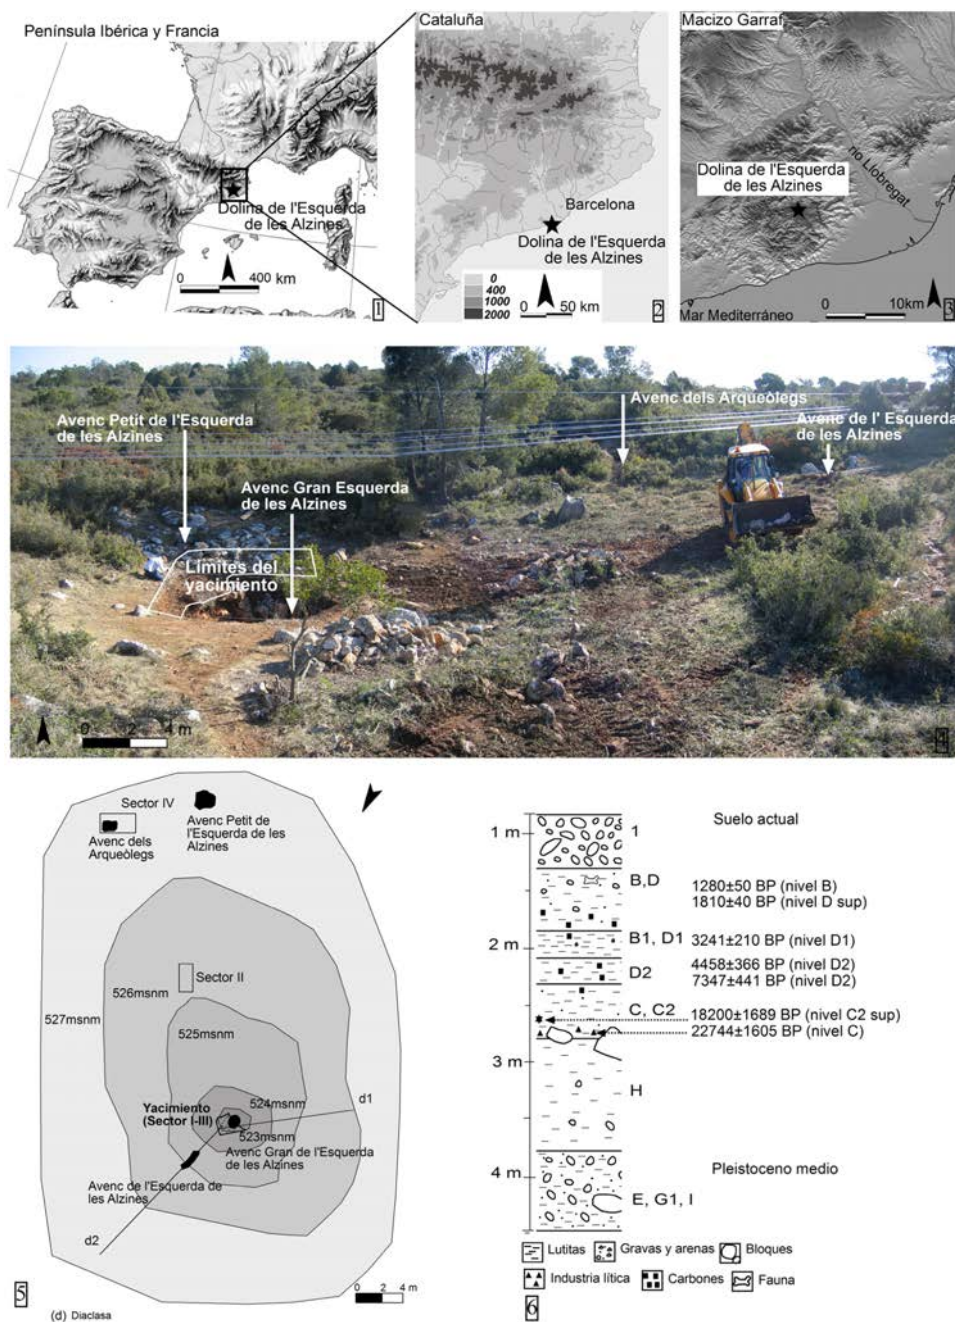 Península Ibérica y Francia
Dolina de l'Esquerda
de les Alzines
0 400 km
1
Cataluña
Barcelona
Dolina de l'Esquerda
de les Alzines
0
400
1000
2000
0 50 km
2
Macizo Garraf
Dolina de l'Esquerda
de les Alzines
rio Llobregat
0 10km
Mar Mediterráneo
3
Avenc Petit de l'Esquerda
de les Alzines
Avenc Gran Esquerda
de les Alzines
Avenc dels Arqueòlegs
Avenc de l' Esquerda
de les Alzines
Límites del
yacimiento
0 2 4 m
4
Sector IV
Avenc dels
Arqueòlegs
Avenc Petit de
l'Esquerda de les
Alzines
Sector II
526msnm
527msnm
525msnm
524msnm
d1
Yacimiento
(Sector I-III)
523msnm
Avenc Gran de l'Esquerda
de les Alzines
Avenc de l'Esquerda de
les Alzines
d2
5
0 2 4 m
(d) Diaclasa
1 m
2 m
3 m
4 m
1
Suelo actual
B,D
1280±50 BP (nivel B)
1810±40 BP (nivel D sup)
B1, D1
3241±210 BP (nivel D1)
D2
4458±366 BP (nivel D2)
7347±441 BP (nivel D2)
C, C2
18200±1689 BP (nivel C2 sup)
22744±1605 BP (nivel C)
H
Pleistoceno medio
E, G1, I
Lutitas
Gravas y arenas
Bloques
Industria lítica
Carbones
Fauna
6